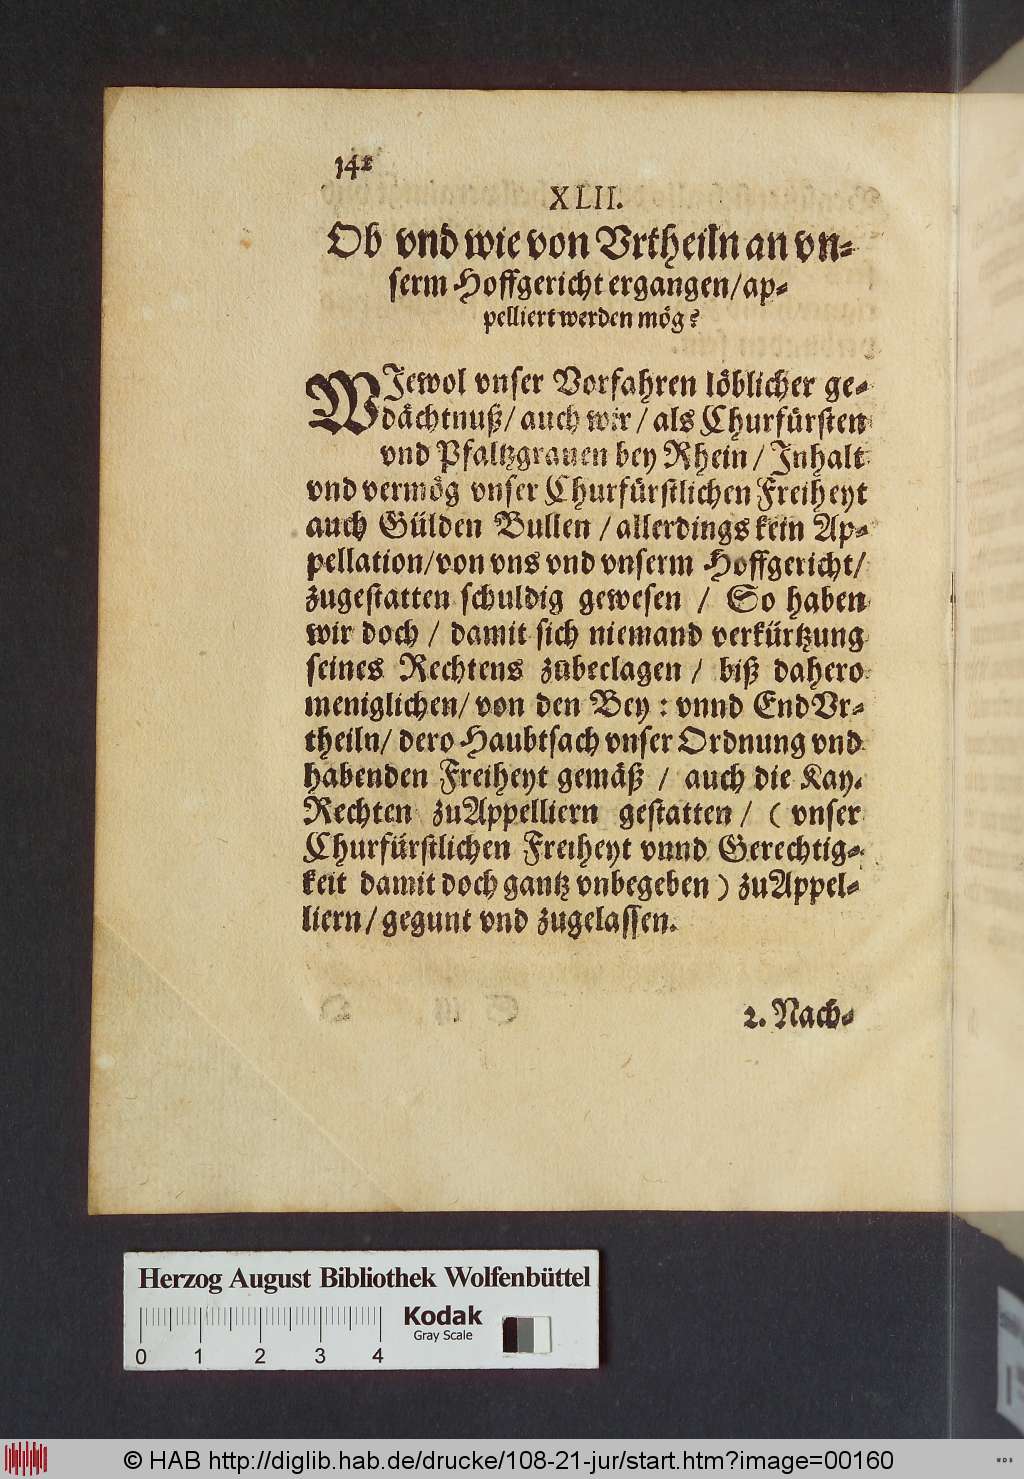 142
XLII.
Ob vnd wie von Vrtheiln an vn-
serm Hoffgericht ergangen/ap-
pelliert werden mög?
WIewol vnser Vorfahren löblicher ge-
dächtnuß/ auch wir / als Churfürsten
vnd Pfaltzgrauen bey Rhein / Inhalt
vnd vermög vnser Churfürstlichen Freiheyt
auch Gülden Bullen / allerdings kein Ap-
pellation/von vns vnd vnserm Hoffgericht/
zugestatten schuldig gewesen / So haben
wir doch / damit sich niemand verkürtzung
seines Rechtens zubeclagen / biß dahero
meniglichen/ von den Bey : vnnd End Vr-
theiln/ dero Haubtsach vnser Ordnung vnd
habenden Freiheyt gemäß / auch die Kay.
Rechten zuAppelliern gestatten / ( vnser
Churfürstlichen Freiheyt vnnd Gerechtig-
keit damit doch gantz vnbegeben ) zuAppel-
liern/ gegunt vnd zugelassen.
2. Nach-
Herzog August Bibliothek Wolfenbüttel
Kodak
Gray Scale
0 1 2 3 4
© HAB http://diglib.hab.de/drucke/108-21-jur/start.htm?image=00160